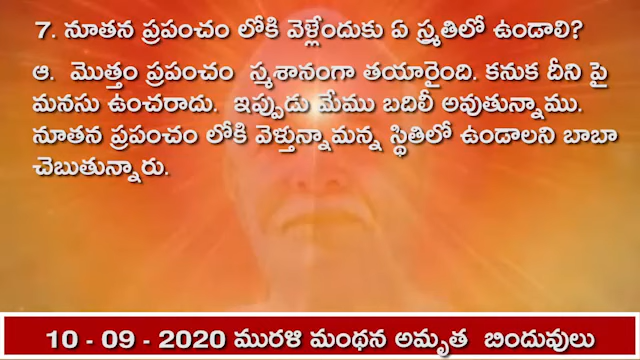 7. నూతన ప్రపంచం లోకి వెళ్లేందుకు ఏ స్మృతిలో ఉండాలి?
ఆ. మొత్తం ప్రపంచం స్మశానంగా తయారైంది. కనుక దీని పై
మనసు ఉంచరాదు. ఇప్పుడు మేము బదిలీ అవుతున్నాము.
నూతన ప్రపంచం లోకి వెళ్తున్నామన్న స్థితిలో ఉండాలని బాబా
చెబుతున్నారు.
10 - 09 - 2020 మురళి మంథన అమృత బిందువులు